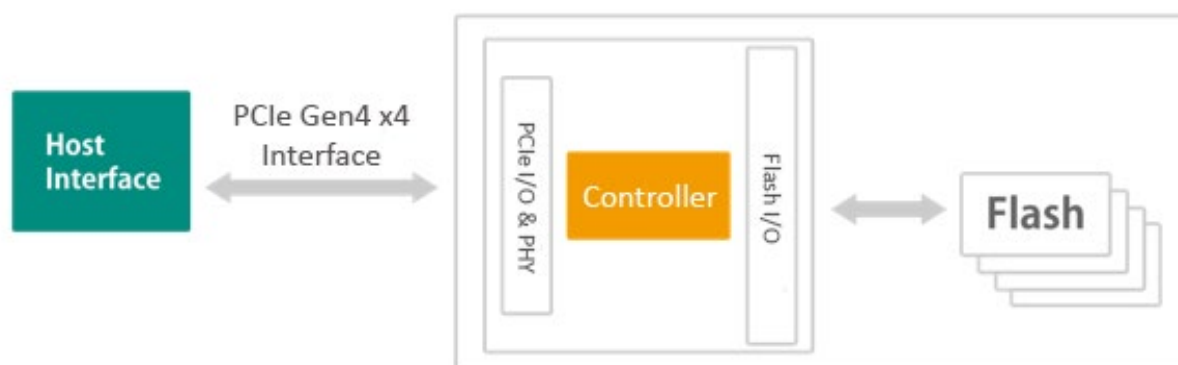 Host
Interface
PCIe Gen4 x4
Interface
PCIe I/O & PHY
Controller
Flash I/O
Flash